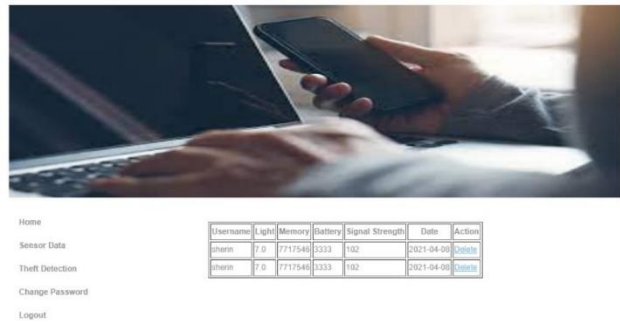 Home
Sensor Data
Theft Detection
Change Password
Logout
Username Light Memory Battery Signal Strength Date Action
sherin 7.0 7717546 3333 102 2021-04-08 Delete
sherin 7.0 7717546 3333 102 2021-04-08 Delete